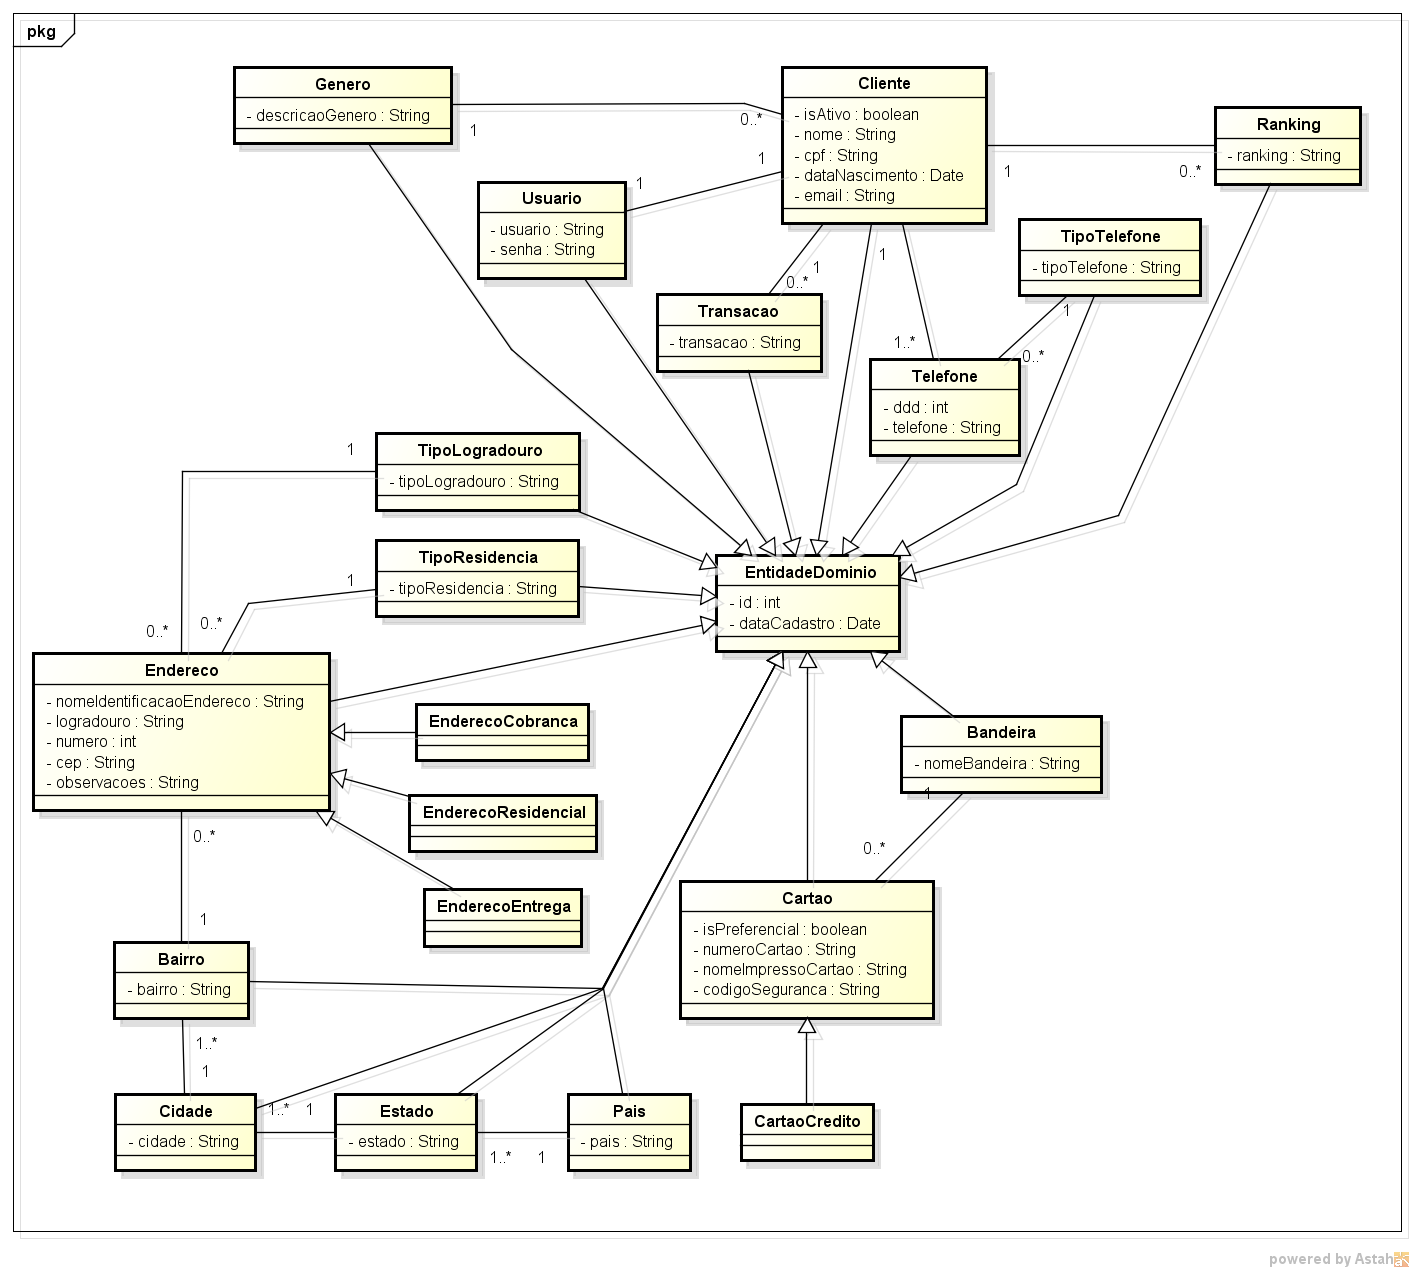 pkg
Genero
- descricaoGenero : String
1
0..*
Cliente
- isAtivo : boolean
- nome : String
- cpf : String
- dataNascimento : Date
- email : String
1
0..*
Ranking
- ranking : String
Usuario
- usuario : String
- senha : String
1
1
TipoTelefone
- tipoTelefone : String
1
0..*
Transacao
- transacao : String
1
0..*
1
1..*
Telefone
- ddd : int
- telefone : String
TipoLogradouro
- tipoLogradouro : String
1
0..*
TipoResidencia
- tipoResidencia : String
1
0..*
EntidadeDominio
- id : int
- dataCadastro : Date
Endereco
- nomeIdentificacaoEndereco : String
- logradouro : String
- numero : int
- cep : String
- observacoes : String
EnderecoCobranca
EnderecoResidencial
EnderecoEntrega
Bandeira
- nomeBandeira : String
1
0..*
Cartao
- isPreferencial : boolean
- numeroCartao : String
- nomeImpressoCartao : String
- codigoSeguranca : String
0..*
1
Bairro
- bairro : String
1..*
1
Cidade
- cidade : String
1..*
1
Estado
- estado : String
1..*
1
Pais
- pais : String
CartaoCredito
powered by Astah